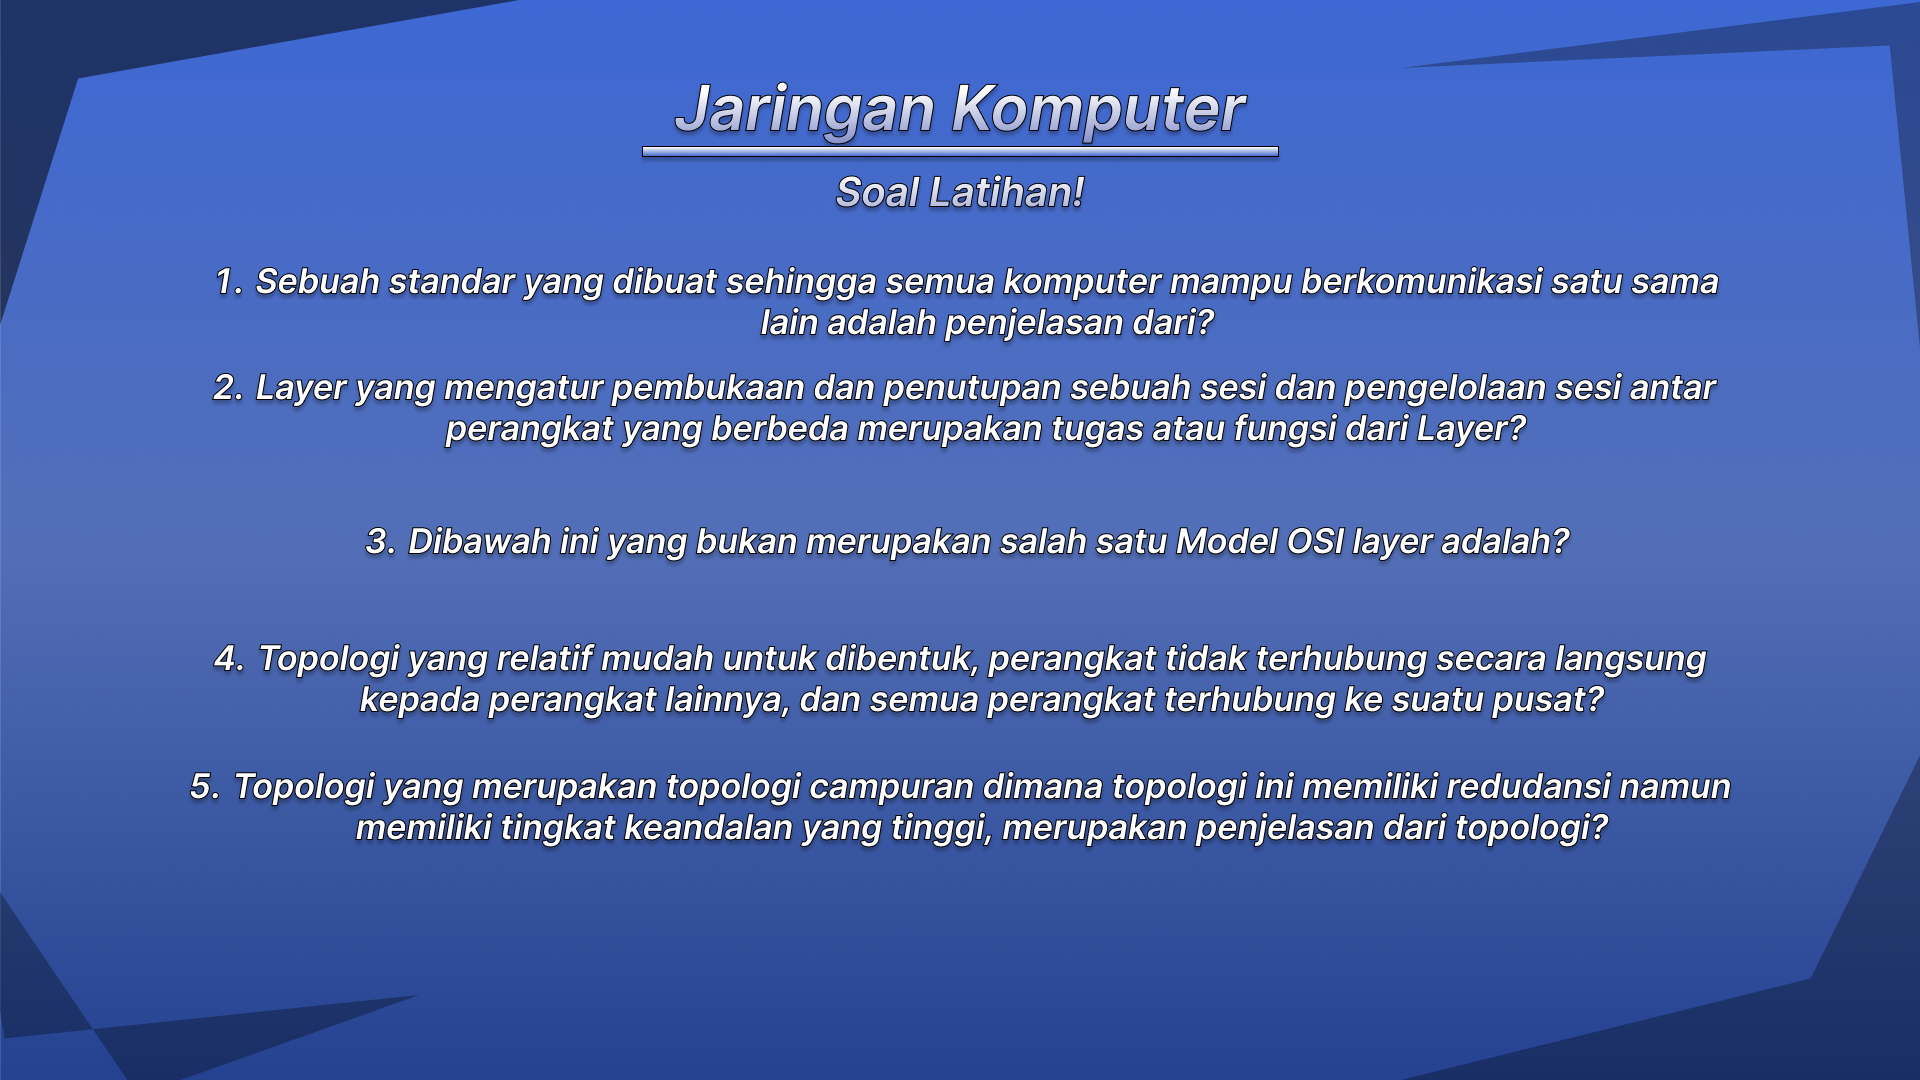 Jaringan Komputer
Soal Latihan!
1. Sebuah standar yang dibuat sehingga semua komputer mampu berkomunikasi satu sama
lain adalah penjelasan dari?
2. Layer yang mengatur pembukaan dan penutupan sebuah sesi dan pengelolaan sesi antar
perangkat yang berbeda merupakan tugas atau fungsi dari Layer?
3. Dibawah ini yang bukan merupakan salah satu Model OSI layer adalah?
4. Topologi yang relatif mudah untuk dibentuk, perangkat tidak terhubung secara langsung
kepada perangkat lainnya, dan semua perangkat terhubung ke suatu pusat?
5. Topologi yang merupakan topologi campuran dimana topologi ini memiliki redudansi namun
memiliki tingkat keandalan yang tinggi, merupakan penjelasan dari topologi?